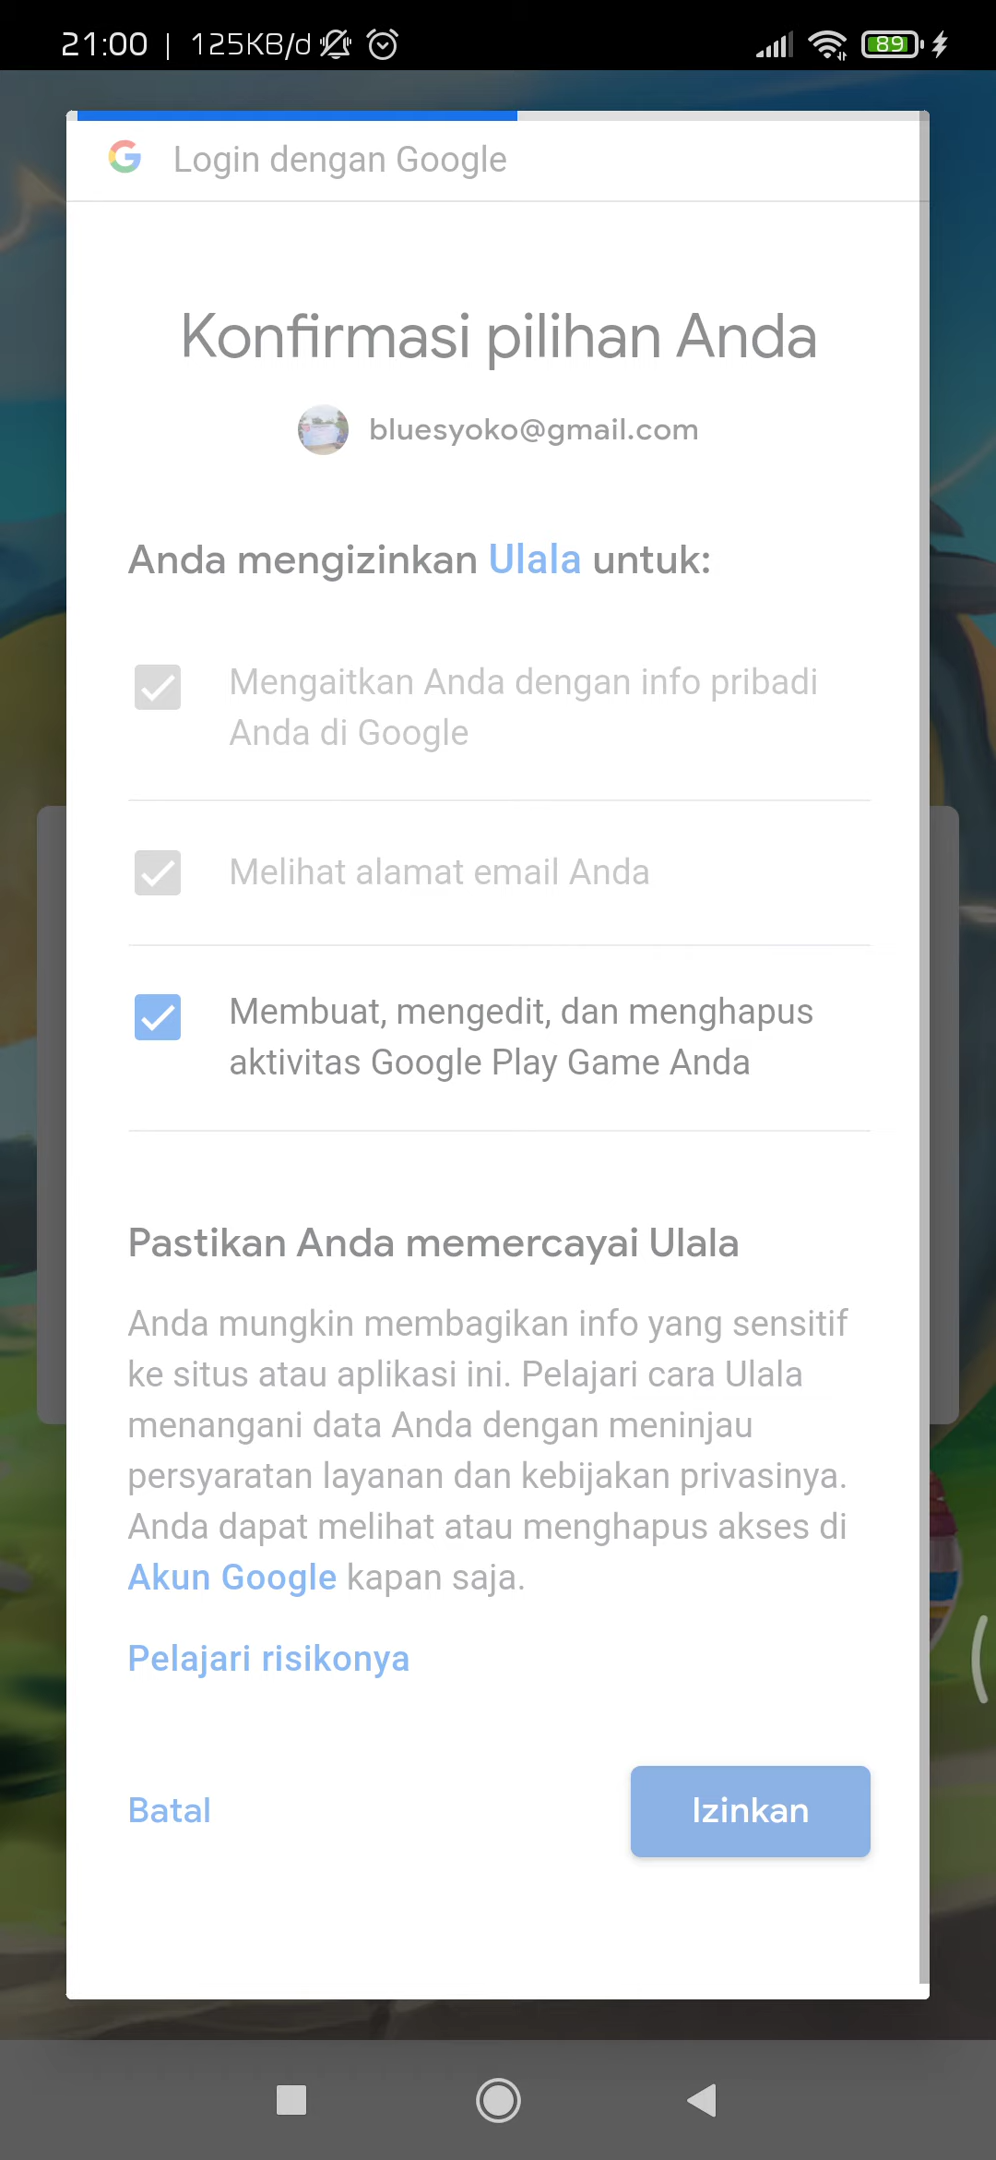 21:00 | 125KB/d
89
Login dengan Google
Konfirmasi pilihan Anda
bluesyoko@gmail.com
Anda mengizinkan Ulala untuk:
Mengaitkan Anda dengan info pribadi
Anda di Google
Melihat alamat email Anda
Membuat, mengedit, dan menghapus
aktivitas Google Play Game Anda
Pastikan Anda memercayai Ulala
Anda mungkin membagikan info yang sensitif
ke situs atau aplikasi ini. Pelajari cara Ulala
menangani data Anda dengan meninjau
persyaratan layanan dan kebijakan privasinya.
Anda dapat melihat atau menghapus akses di
Akun Google kapan saja.
Pelajari risikonya
Batal
Izinkan